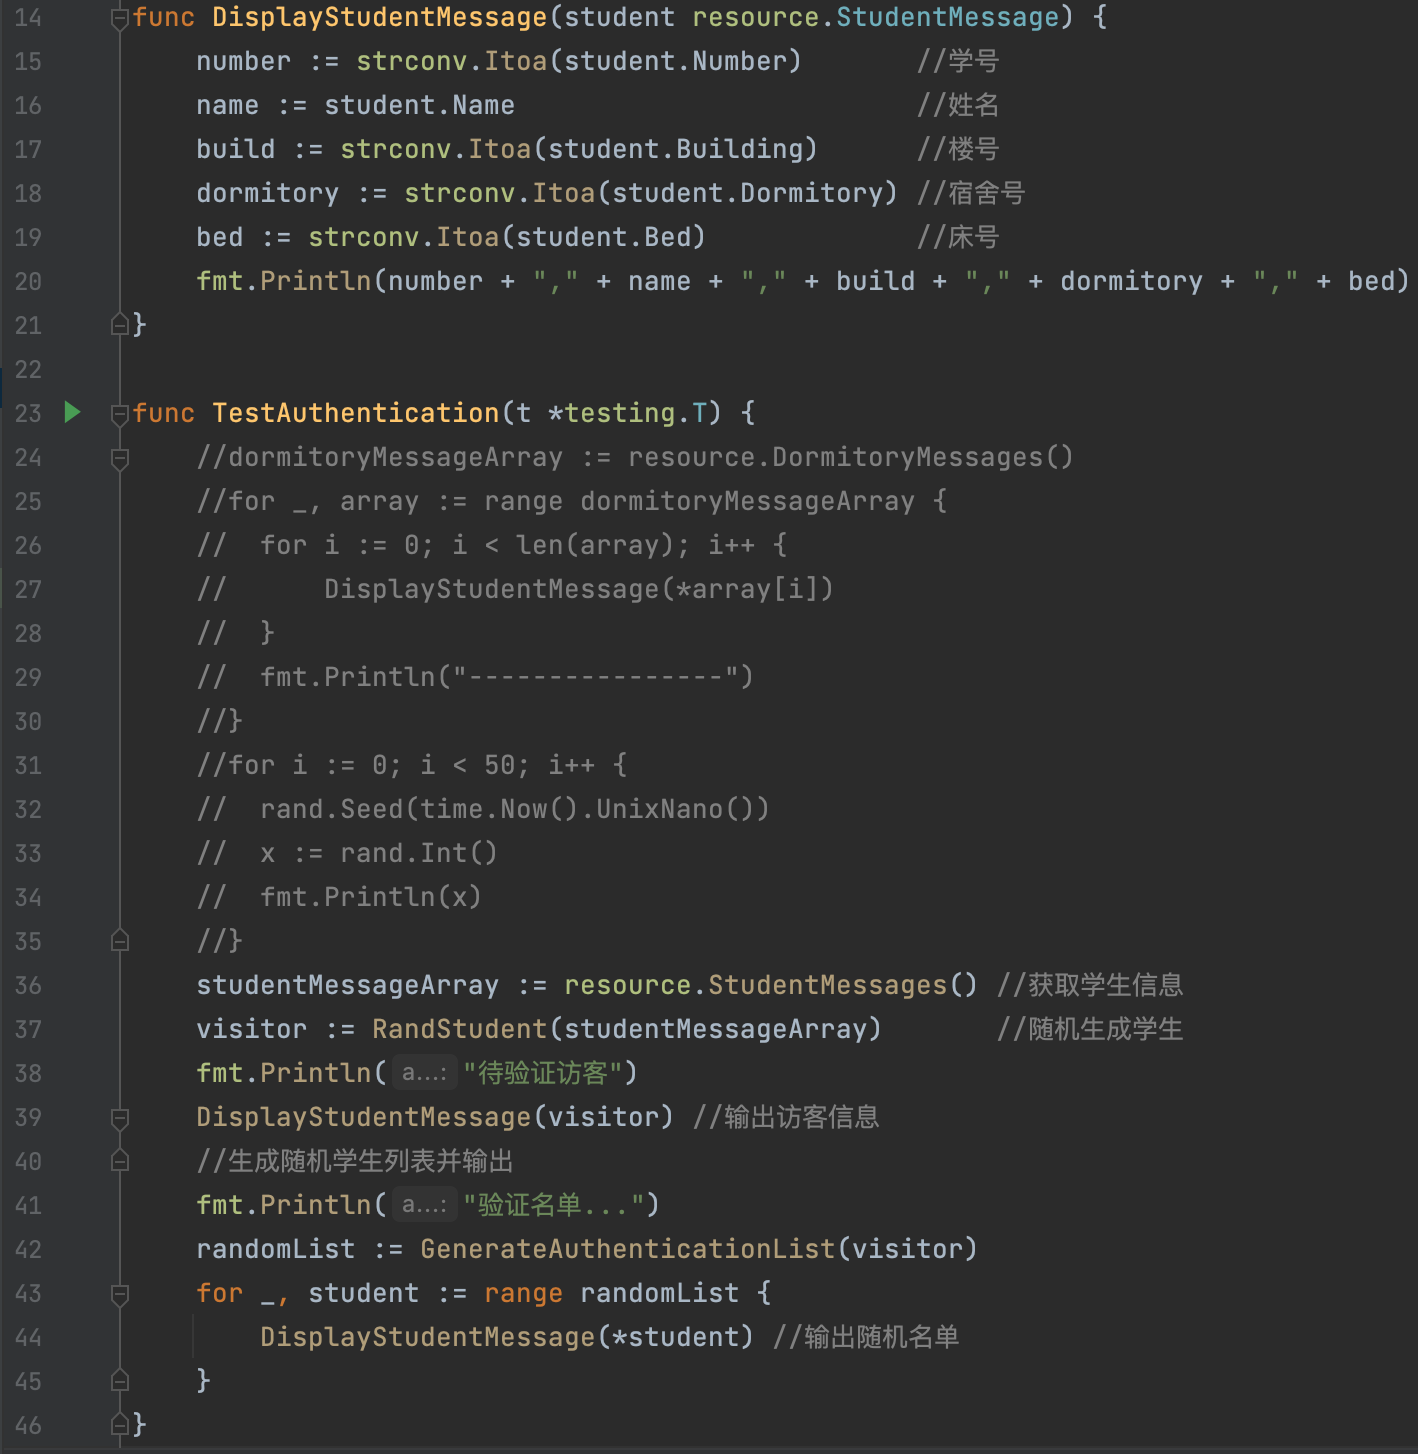 14 func DisplayStudentMessage(student resource.StudentMessage) {
15     number := strconv.Itoa(student.Number)       //学号
16     name := student.Name                         //姓名
17     build := strconv.Itoa(student.Building)      //楼号
18     dormitory := strconv.Itoa(student.Dormitory) //宿舍号
19     bed := strconv.Itoa(student.Bed)             //床号
20     fmt.Println(number + "," + name + "," + build + "," + dormitory + "," + bed)
21 }
22
23 func TestAuthentication(t *testing.T) {
24     //dormitoryMessageArray := resource.DormitoryMessages()
25     //for _, array := range dormitoryMessageArray {
26     //  for i := 0; i < len(array); i++ {
27     //      DisplayStudentMessage(*array[i])
28     //  }
29     //  fmt.Println("----------------")
30     //}
31     //for i := 0; i < 50; i++ {
32     //  rand.Seed(time.Now().UnixNano())
33     //  x := rand.Int()
34     //  fmt.Println(x)
35     //}
36     studentMessageArray := resource.StudentMessages() //获取学生信息
37     visitor := RandStudent(studentMessageArray)       //随机生成学生
38     fmt.Println( a...: "待验证访客")
39     DisplayStudentMessage(visitor) //输出访客信息
40     //生成随机学生列表并输出
41     fmt.Println( a...: "验证名单...")
42     randomList := GenerateAuthenticationList(visitor)
43     for _, student := range randomList {
44         DisplayStudentMessage(*student) //输出随机名单
45     }
46 }